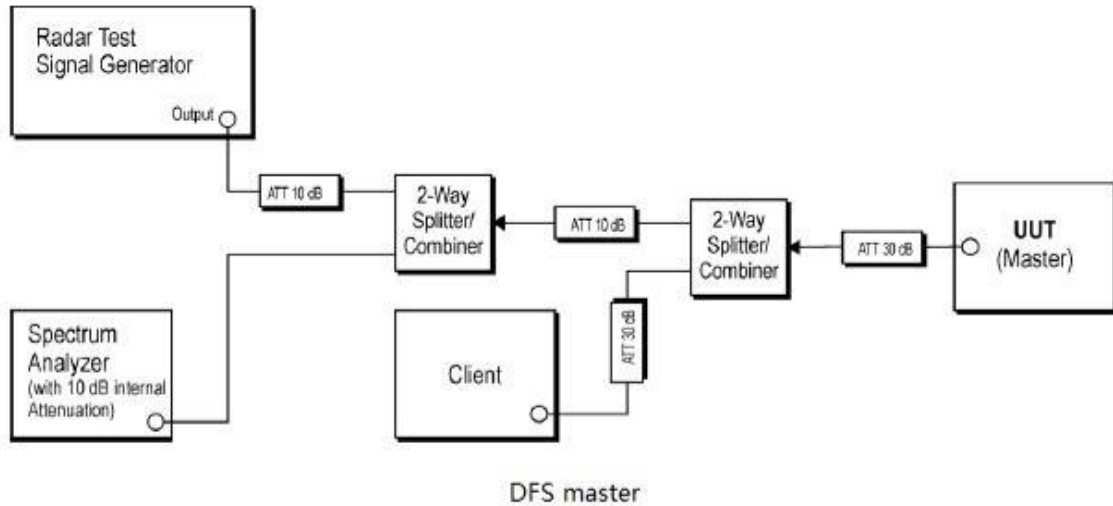 Radar Test
Signal Generator
Output
ATT 10 dB
2-Way
Splitter/
Combiner
ATT 10 dB
2-Way
Splitter/
Combiner
ATT 30 dB
UUT
(Master)
Spectrum
Analyzer
(with 10 dB internal
Attenuation)
Client
ATT 30 dB
DFS master